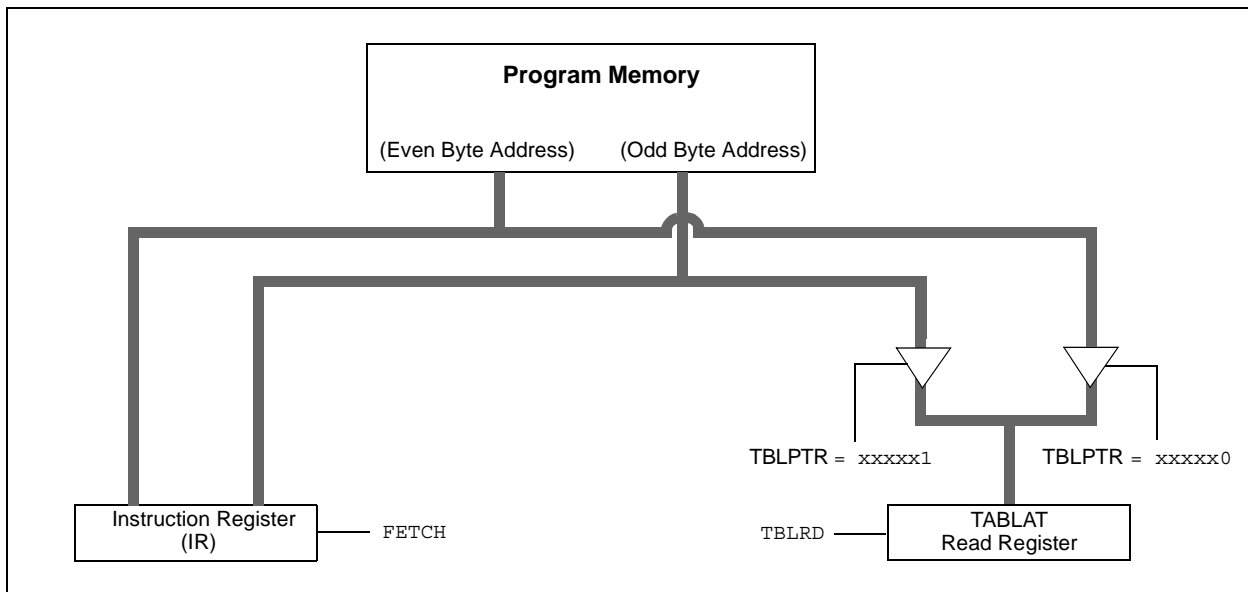 Program Memory
(Even Byte Address) (Odd Byte Address)
TBLPTR = xxxxx1 TBLPTR = xxxxx0
Instruction Register
(IR)
FETCH
TBLRD
TABLAT
Read Register